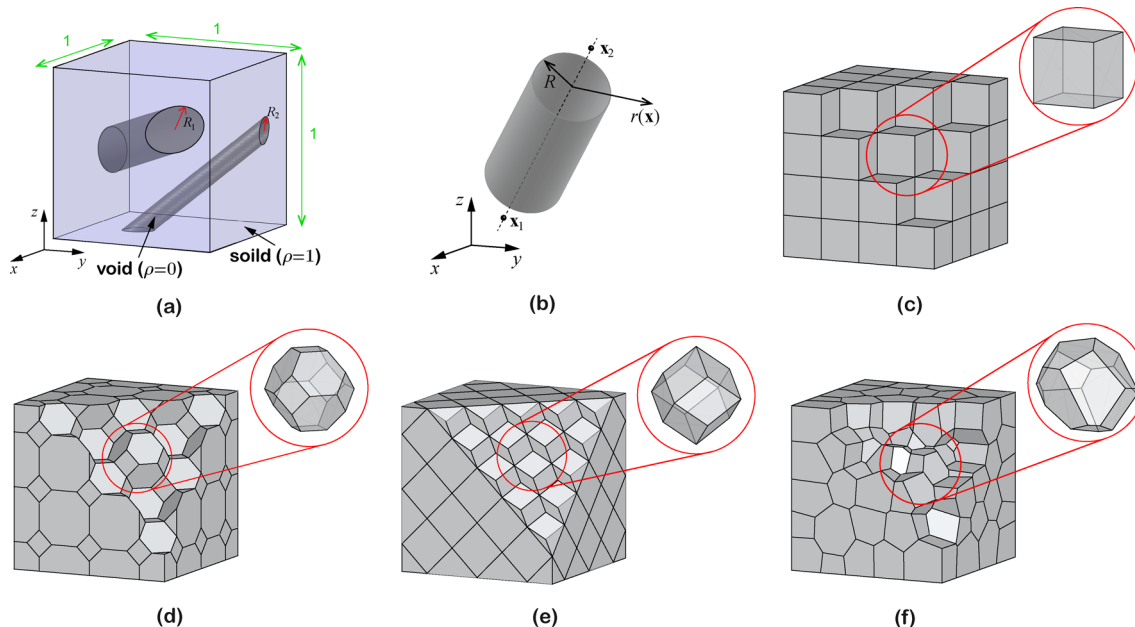 1
1
1
R1
R2
z
x
y
void (ρ=0)
soild (ρ=1)
(a)
x2
R
r(x)
x1
z
x
y
(b)
(c)
(d)
(e)
(f)